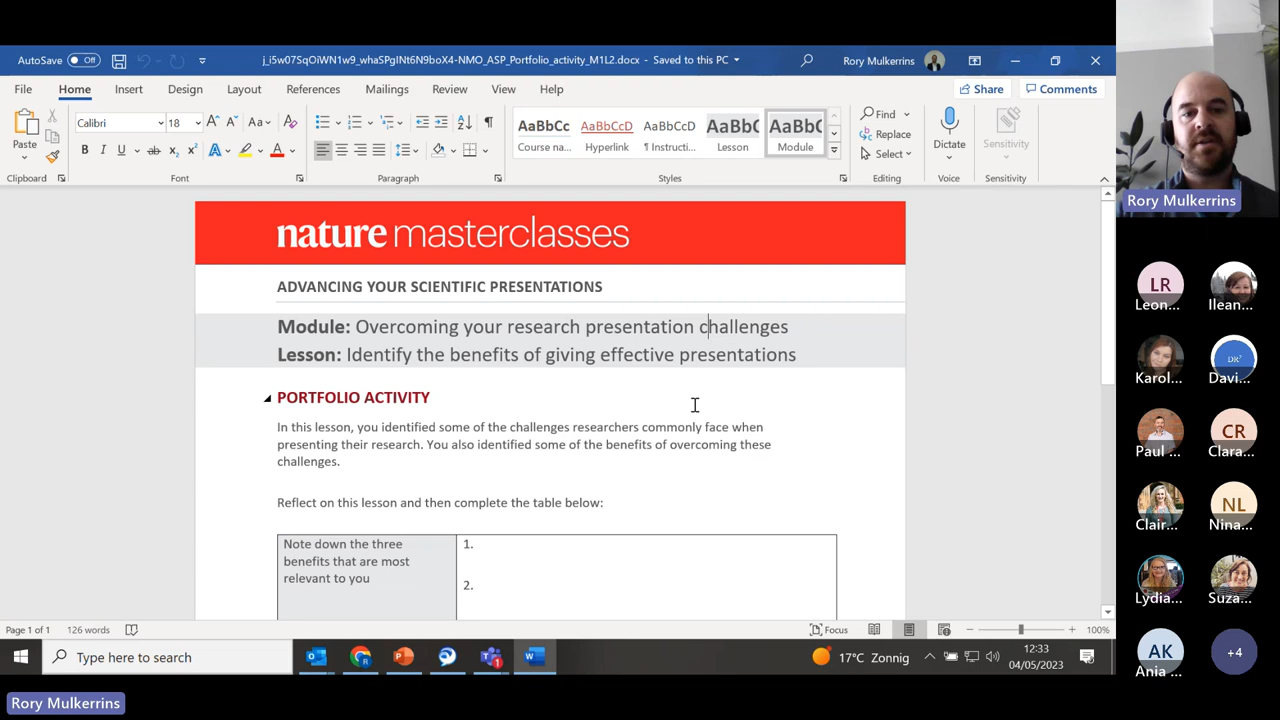 AutoSave Off
j_i5w07SqOiWN1w9_whaSPgINt6N9boX4-NMO_ASP_Portfolio_activity_M1L2.docx - Saved to this PC
Rory Mulkerrins
File Home Insert Design Layout References Mailings Review View Help
Share Comments
Paste
Calibri 18
AaBbCc AaBbCcD AaBbCcD AaBbC AaBbC
Course na... Hyperlink ¶ Instructi... Lesson Module
Find
Replace
Select
Dictate
Sensitivity
Clipboard Font Paragraph Styles Editing Voice Sensitivity
nature masterclasses
ADVANCING YOUR SCIENTIFIC PRESENTATIONS
Module: Overcoming your research presentation challenges
Lesson: Identify the benefits of giving effective presentations
PORTFOLIO ACTIVITY
In this lesson, you identified some of the challenges researchers commonly face when
presenting their research. You also identified some of the benefits of overcoming these
challenges.
Reflect on this lesson and then complete the table below:
Note down the three
benefits that are most
relevant to you
1.
2.
Page 1 of 1 126 words
Focus
100%
Type here to search
17°C Zonnig
12:33
04/05/2023
Rory Mulkerrins
Rory Mulkerrins
LR
Leon...
Ilean...
Karol...
DR
Davi...
Paul ...
CR
Clara...
Clair...
NL
Nina...
Lydia...
Suza...
AK
Ania ...
+4